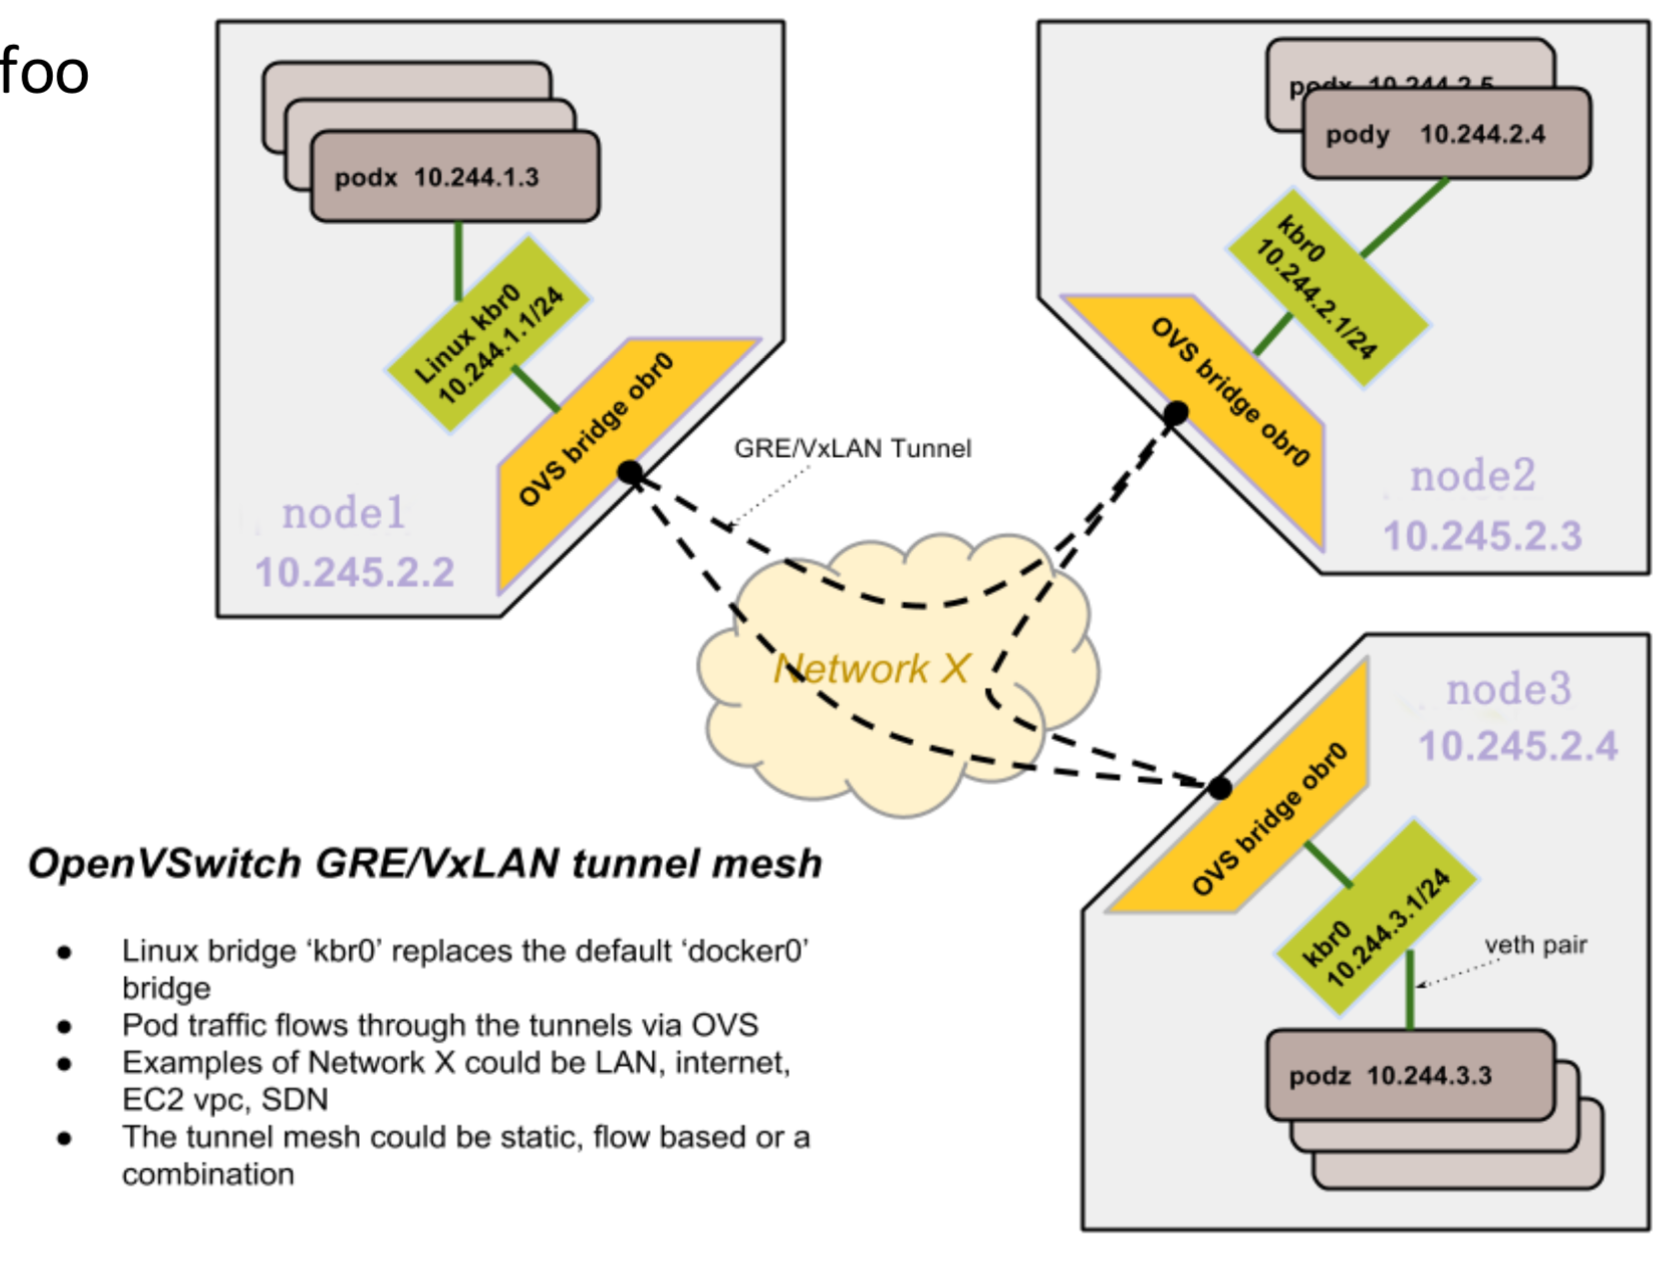 foo
podx 10.244.1.3
Linux kbr0
10.244.1.1/24
OVS bridge obr0
node1
10.245.2.2
GRE/VxLAN Tunnel
Network X
podx 10.244.2.5
pody 10.244.2.4
kbr0
10.244.2.1/24
OVS bridge obr0
node2
10.245.2.3
node3
10.245.2.4
OVS bridge obr0
kbr0
10.244.3.1/24
veth pair
podz 10.244.3.3
OpenVSwitch GRE/VxLAN tunnel mesh
● Linux bridge ‘kbr0’ replaces the default ‘docker0’
bridge
● Pod traffic flows through the tunnels via OVS
● Examples of Network X could be LAN, internet,
EC2 vpc, SDN
● The tunnel mesh could be static, flow based or a
combination